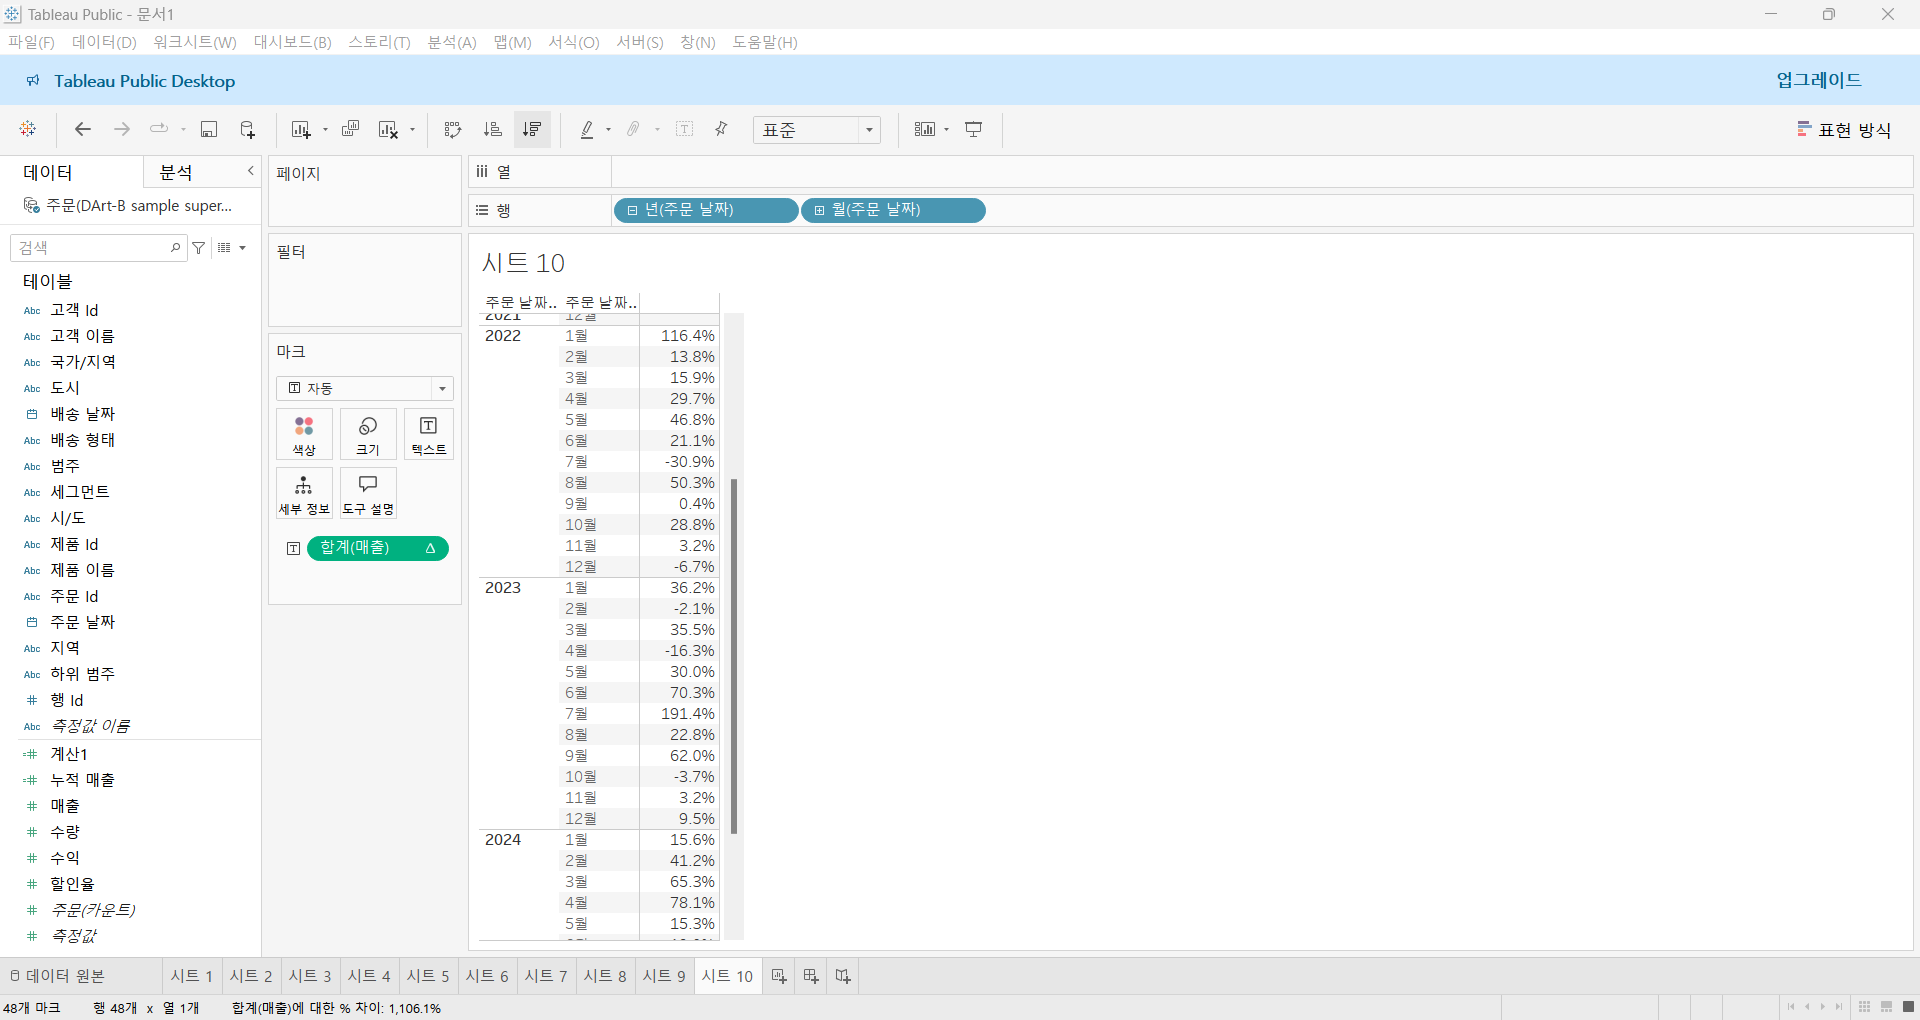 Tableau Public - 문서1
파일(F) 데이터(D) 워크시트(W) 대시보드(B) 스토리(T) 분석(A) 맵(M) 서식(O) 서버(S) 창(N) 도움말(H)
Tableau Public Desktop
업그레이드
표준
표현 방식
데이터
분석
주문(DArt-B sample super...
검색
테이블
Abc 고객 Id
Abc 고객 이름
Abc 국가/지역
Abc 도시
배송 날짜
Abc 배송 형태
Abc 범주
Abc 세그먼트
Abc 시/도
Abc 제품 Id
Abc 제품 이름
Abc 주문 Id
주문 날짜
Abc 지역
Abc 하위 범주
# 행 Id
Abc 측정값 이름
=# 계산1
=# 누적 매출
# 매출
# 수량
# 수익
# 할인율
# 주문(카운트)
# 측정값
페이지
필터
마크
자동
색상
크기
텍스트
세부 정보
도구 설명
합계(매출) Δ
iii 열
행
년(주문 날짜)
월(주문 날짜)
시트 10
주문 날짜.. 주문 날짜..
2021 12월
2022 1월 116.4%
2월 13.8%
3월 15.9%
4월 29.7%
5월 46.8%
6월 21.1%
7월 -30.9%
8월 50.3%
9월 0.4%
10월 28.8%
11월 3.2%
12월 -6.7%
2023 1월 36.2%
2월 -2.1%
3월 35.5%
4월 -16.3%
5월 30.0%
6월 70.3%
7월 191.4%
8월 22.8%
9월 62.0%
10월 -3.7%
11월 3.2%
12월 9.5%
2024 1월 15.6%
2월 41.2%
3월 65.3%
4월 78.1%
5월 15.3%
데이터 원본
시트 1
시트 2
시트 3
시트 4
시트 5
시트 6
시트 7
시트 8
시트 9
시트 10
48개 마크 행 48개 x 열 1개 합계(매출)에 대한 % 차이: 1,106.1%